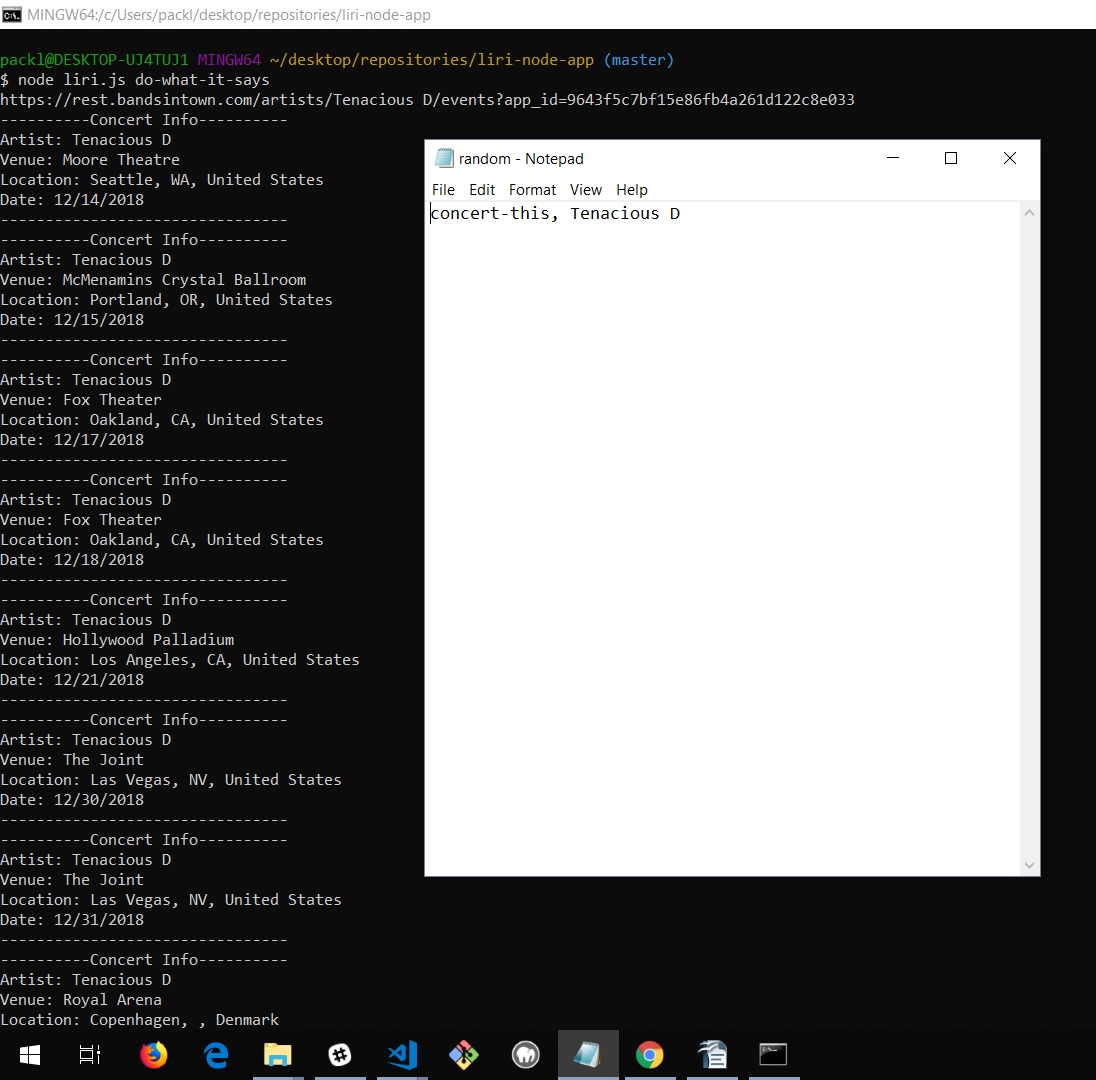 MINGW64:/c/Users/packl/desktop/repositories/liri-node-app
packl@DESKTOP-UJ4TUJ1 MINGW64 ~/desktop/repositories/liri-node-app (master)
$ node liri.js do-what-it-says
https://rest.bandsintown.com/artists/Tenacious D/events?app_id=9643f5c7bf15e86fb4a261d122c8e033
----------Concert Info----------
Artist: Tenacious D
Venue: Moore Theatre
Location: Seattle, WA, United States
Date: 12/14/2018
--------------------------------
----------Concert Info----------
Artist: Tenacious D
Venue: McMenamins Crystal Ballroom
Location: Portland, OR, United States
Date: 12/15/2018
--------------------------------
----------Concert Info----------
Artist: Tenacious D
Venue: Fox Theater
Location: Oakland, CA, United States
Date: 12/17/2018
--------------------------------
----------Concert Info----------
Artist: Tenacious D
Venue: Fox Theater
Location: Oakland, CA, United States
Date: 12/18/2018
--------------------------------
----------Concert Info----------
Artist: Tenacious D
Venue: Hollywood Palladium
Location: Los Angeles, CA, United States
Date: 12/21/2018
--------------------------------
----------Concert Info----------
Artist: Tenacious D
Venue: The Joint
Location: Las Vegas, NV, United States
Date: 12/30/2018
--------------------------------
----------Concert Info----------
Artist: Tenacious D
Venue: The Joint
Location: Las Vegas, NV, United States
Date: 12/31/2018
--------------------------------
----------Concert Info----------
Artist: Tenacious D
Venue: Royal Arena
Location: Copenhagen, , Denmark
random - Notepad
File Edit Format View Help
concert-this, Tenacious D